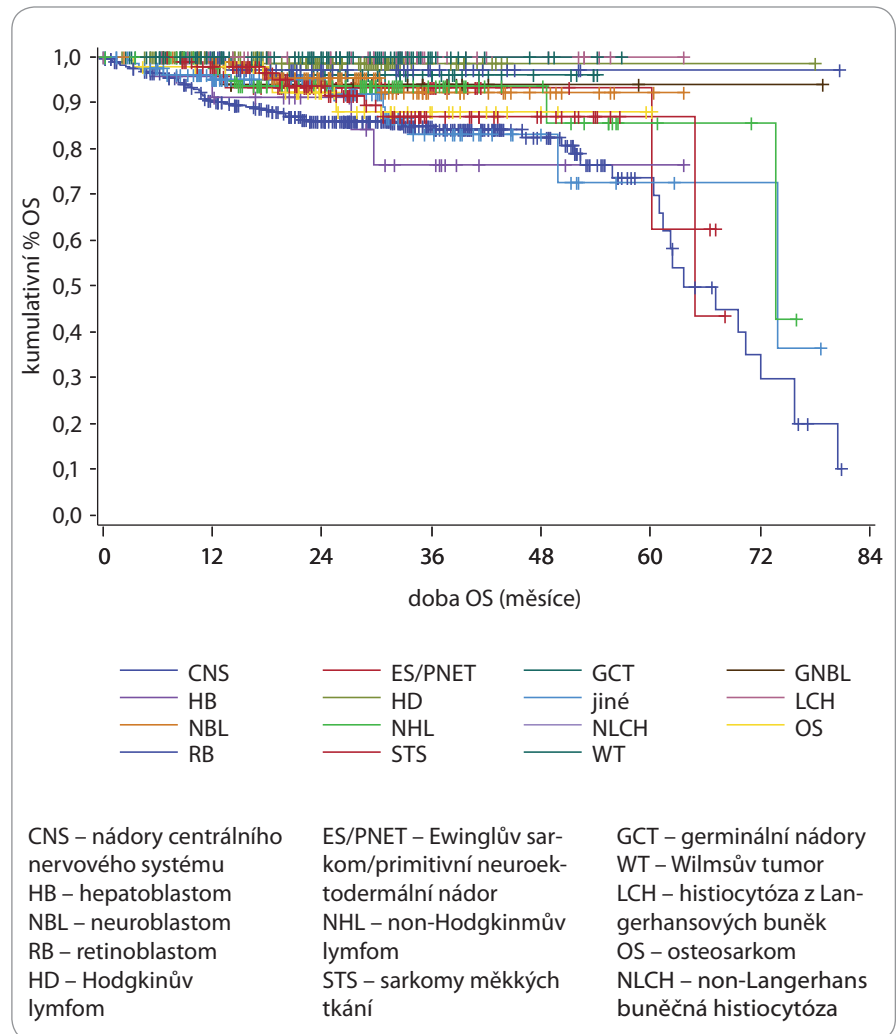 kumulativní % OS
1,0
0,9
0,8
0,7
0,6
0,5
0,4
0,3
0,2
0,1
0,0
0 12 24 36 48 60 72 84
doba OS (měsíce)
CNS ES/PNET GCT GNBL
HB HD jiné LCH
NBL NHL NLCH OS
RB STS WT
CNS – nádory centrálního
nervového systému
HB – hepatoblastom
NBL – neuroblastom
RB – retinoblastom
HD – Hodgkinův
lymfom
ES/PNET – Ewinglův sar-
kom/primitivní neuroek-
todermální nádor
NHL – non-Hodgkinmův
lymfom
STS – sarkomy měkkých
tkání
GCT – germinální nádory
WT – Wilmsův tumor
LCH – histiocytóza z Lan-
gerhansových buněk
OS – osteosarkom
NLCH – non-Langerhans
buněčná histiocytóza